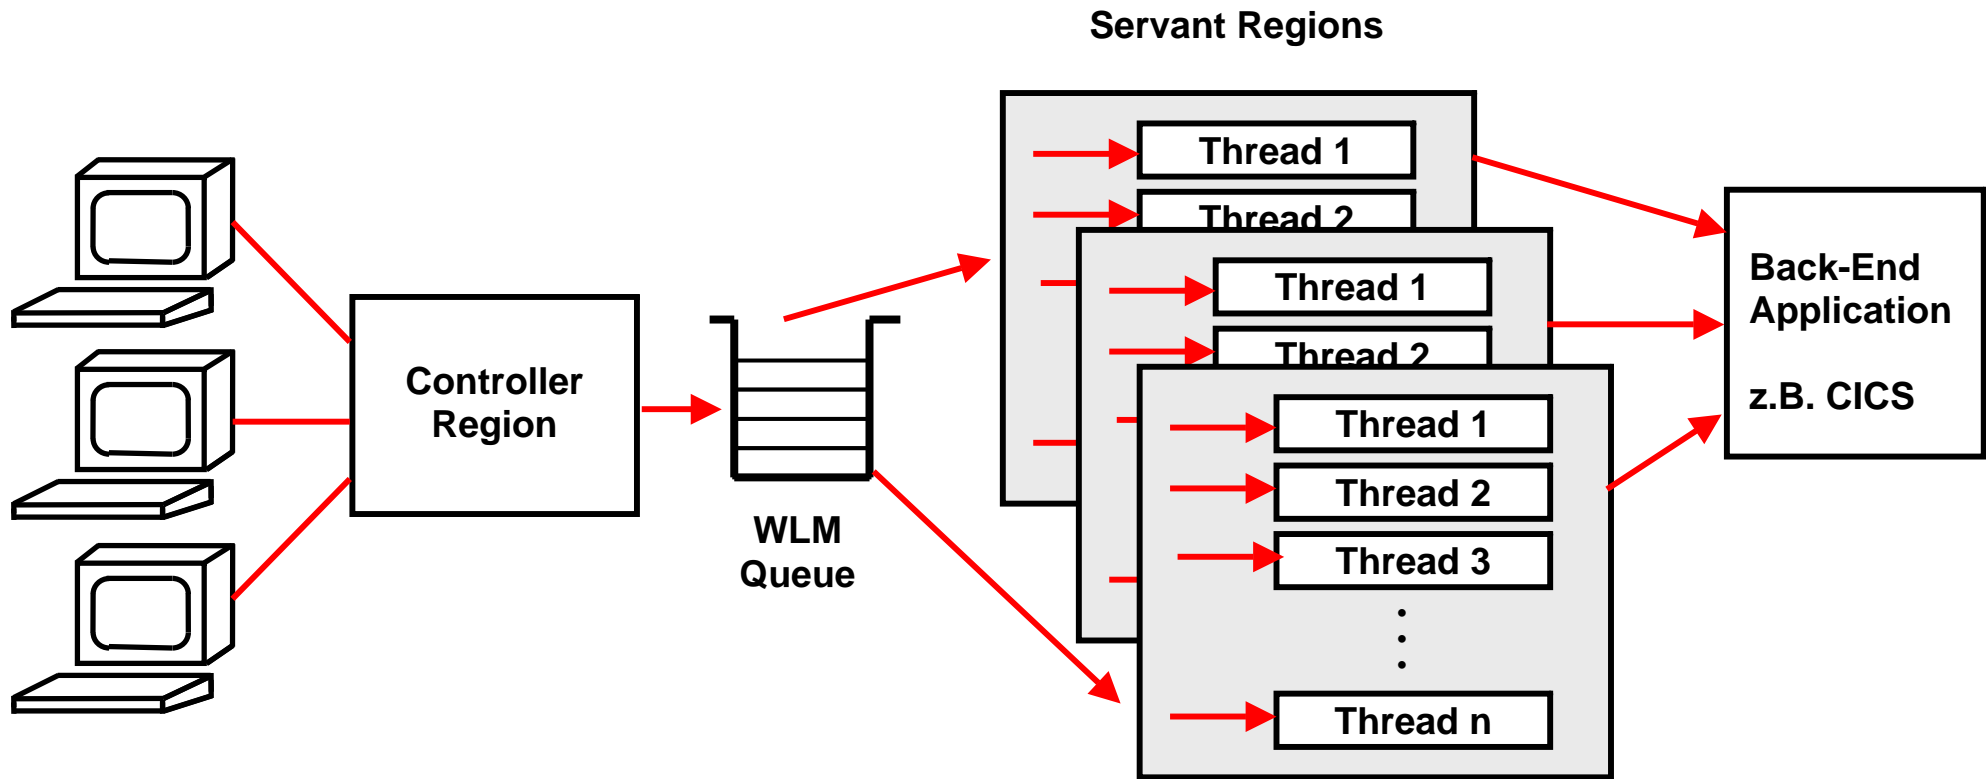 Servant Regions
Thread 1
Thread 2
Thread 1
Thread 2
Thread 1
Thread 2
Thread 3
Thread n
Controller
Region
WLM
Queue
Back-End
Application
z.B. CICS